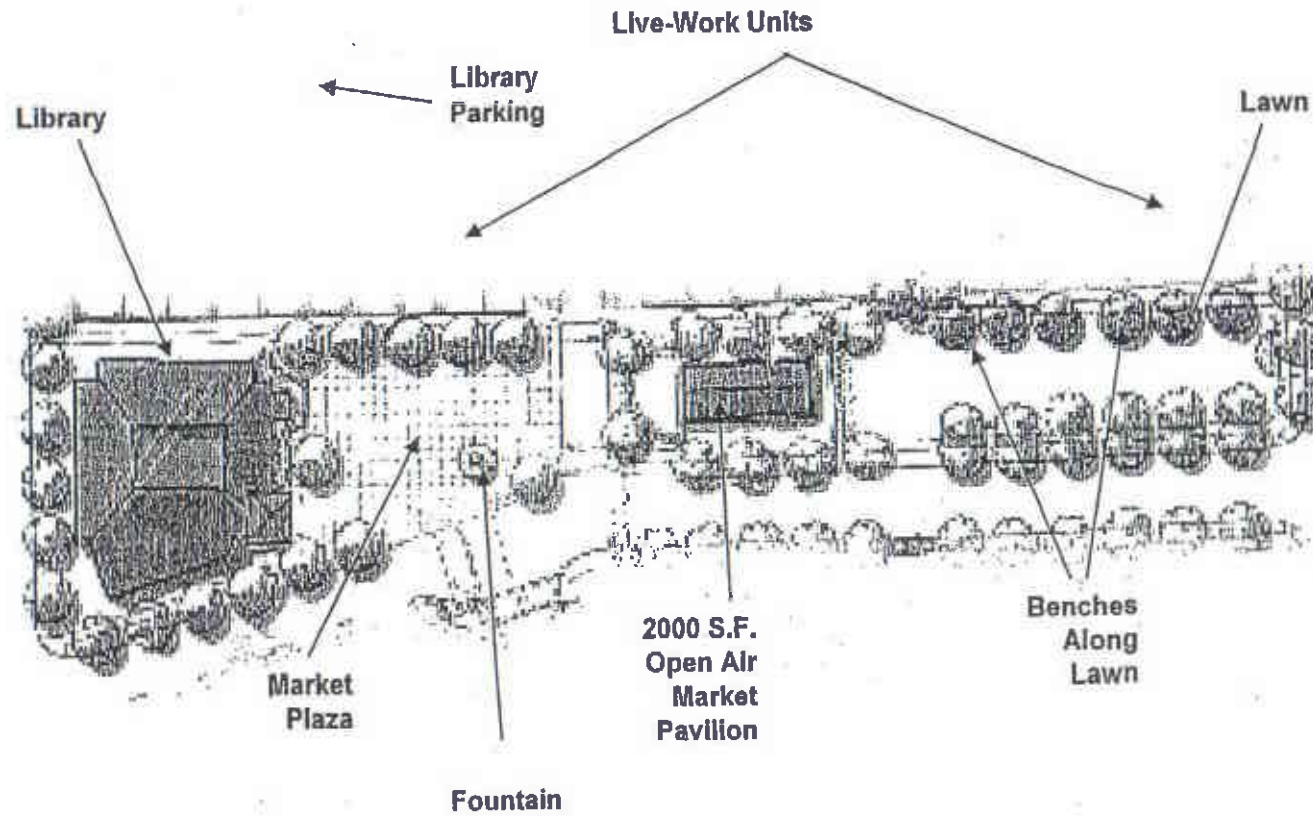 Live-Work Units
Library
Parking
Library
Lawn
Market
Plaza
Fountain
2000 S.F.
Open Air
Market
Pavilion
Benches
Along
Lawn